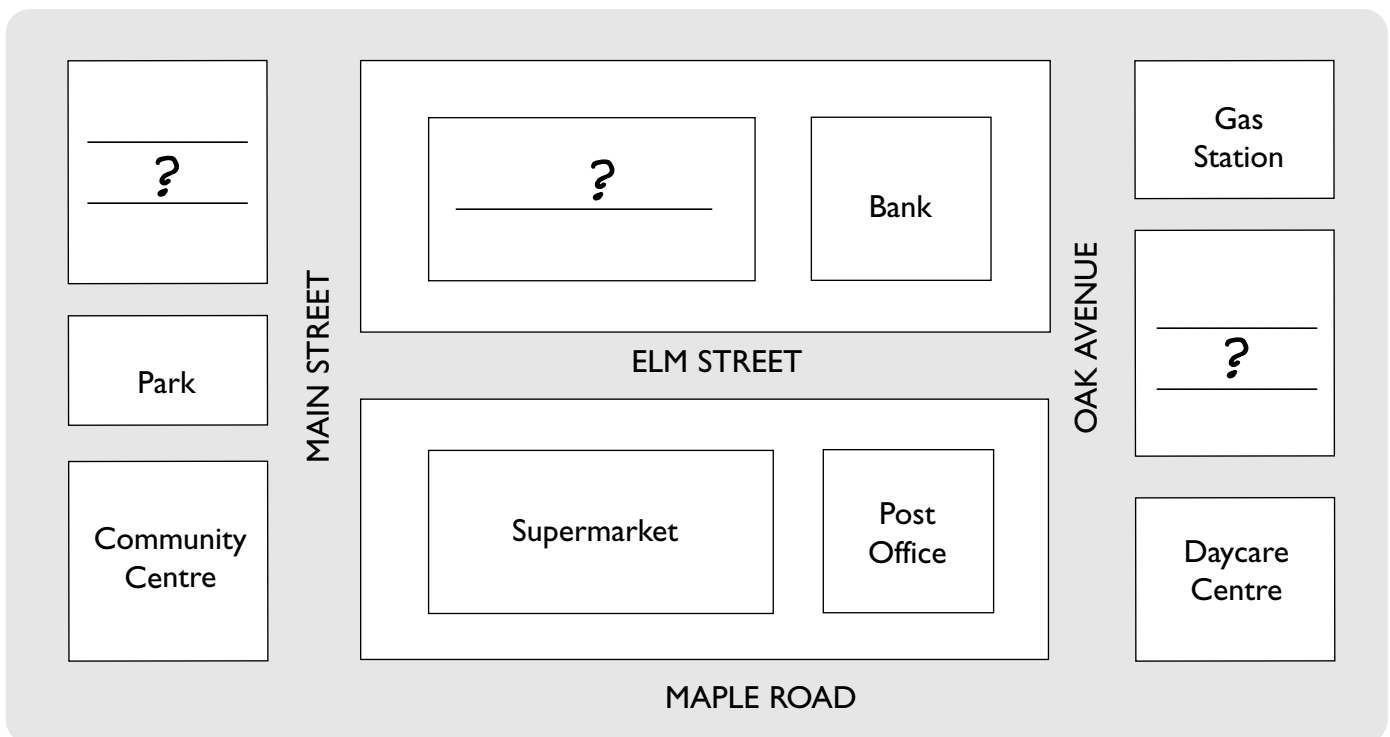 ?
Park
Community
Centre
MAIN STREET
?
Bank
ELM STREET
Supermarket
Post
Office
MAPLE ROAD
OAK AVENUE
Gas
Station
?
Daycare
Centre